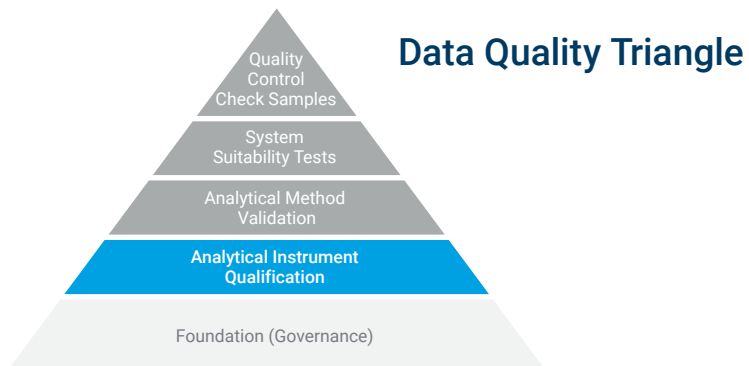 Data Quality Triangle
Quality
Control
Check Samples
System
Suitability Tests
Analytical Method
Validation
Analytical Instrument
Qualification
Foundation (Governance)